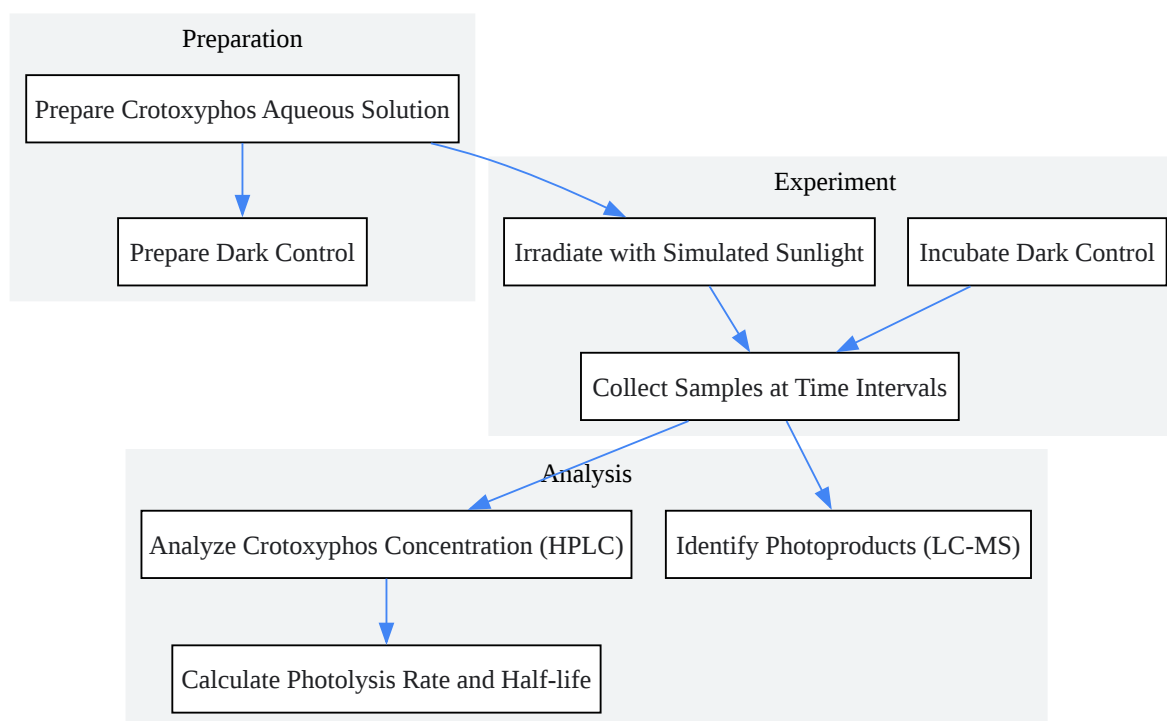 Preparation
Prepare Crotoxyphos Aqueous Solution
Prepare Dark Control
Experiment
Irradiate with Simulated Sunlight
Incubate Dark Control
Collect Samples at Time Intervals
Analysis
Analyze Crotoxyphos Concentration (HPLC)
Identify Photoproducts (LC-MS)
Calculate Photolysis Rate and Half-life